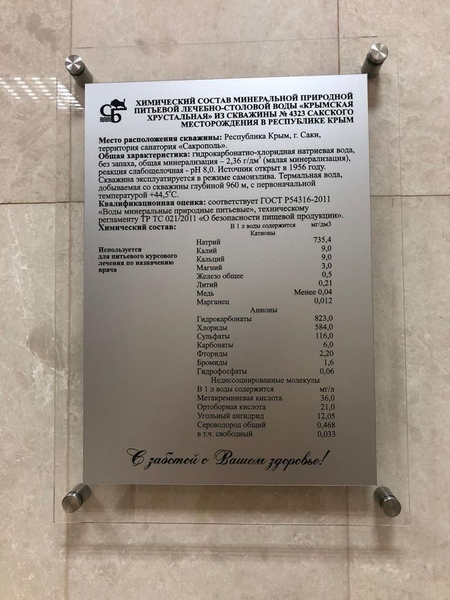 СБ
ХИМИЧЕСКИЙ СОСТАВ МИНЕРАЛЬНОЙ ПРИРОДНОЙ
ПИТЬЕВОЙ ЛЕЧЕБНО-СТОЛОВОЙ ВОДЫ «КРЫМСКАЯ
ХРУСТАЛЬНАЯ» ИЗ СКВАЖИНЫ № 4323 САКСКОГО
МЕСТОРОЖДЕНИЯ В РЕСПУБЛИКЕ КРЫМ
Место расположения скважины: Республика Крым, г. Саки,
территория санатория «Сакрополь».
Общая характеристика: гидрокарбонатно-хлоридная натриевая вода,
без запаха, общая минерализация – 2,36 г/дм³ (малая минерализация),
реакция слабощелочная - рН 8,0. Источник открыт в 1956 году.
Скважина эксплуатируется в режиме самоизлива. Термальная вода,
добываемая со скважины глубиной 960 м, с первоначальной
температурой +44,5°С.
Квалификационная оценка: соответствует ГОСТ Р54316-2011
«Воды минеральные природные питьевые», техническому
регламенту ТР ТС 021/2011 «О безопасности пищевой продукции».
Химический состав: В 1 л воды содержится мг/дм3
Катионы
Натрий 735,4
Используется
для питьевого курсового
лечения по назначению
врача
Калий 9,0
Кальций 9,0
Магний 3,0
Железо общее 0,5
Литий 0,21
Медь Менее 0,04
Марганец 0,012
Анионы
Гидрокарбонаты 823,0
Хлориды 584,0
Сульфаты 116,0
Карбонаты 6,0
Фториды 2,20
Бромиды 1,6
Гидрофосфаты 0,06
Недиссоциированные молекулы
В 1 л воды содержится мг/л
Метакремниевая кислота 36,0
Ортоборная кислота 21,0
Угольный ангидрид 12,05
Сероводород общий 0,468
в т.ч. свободный 0,033
С заботой о Вашем здоровье!